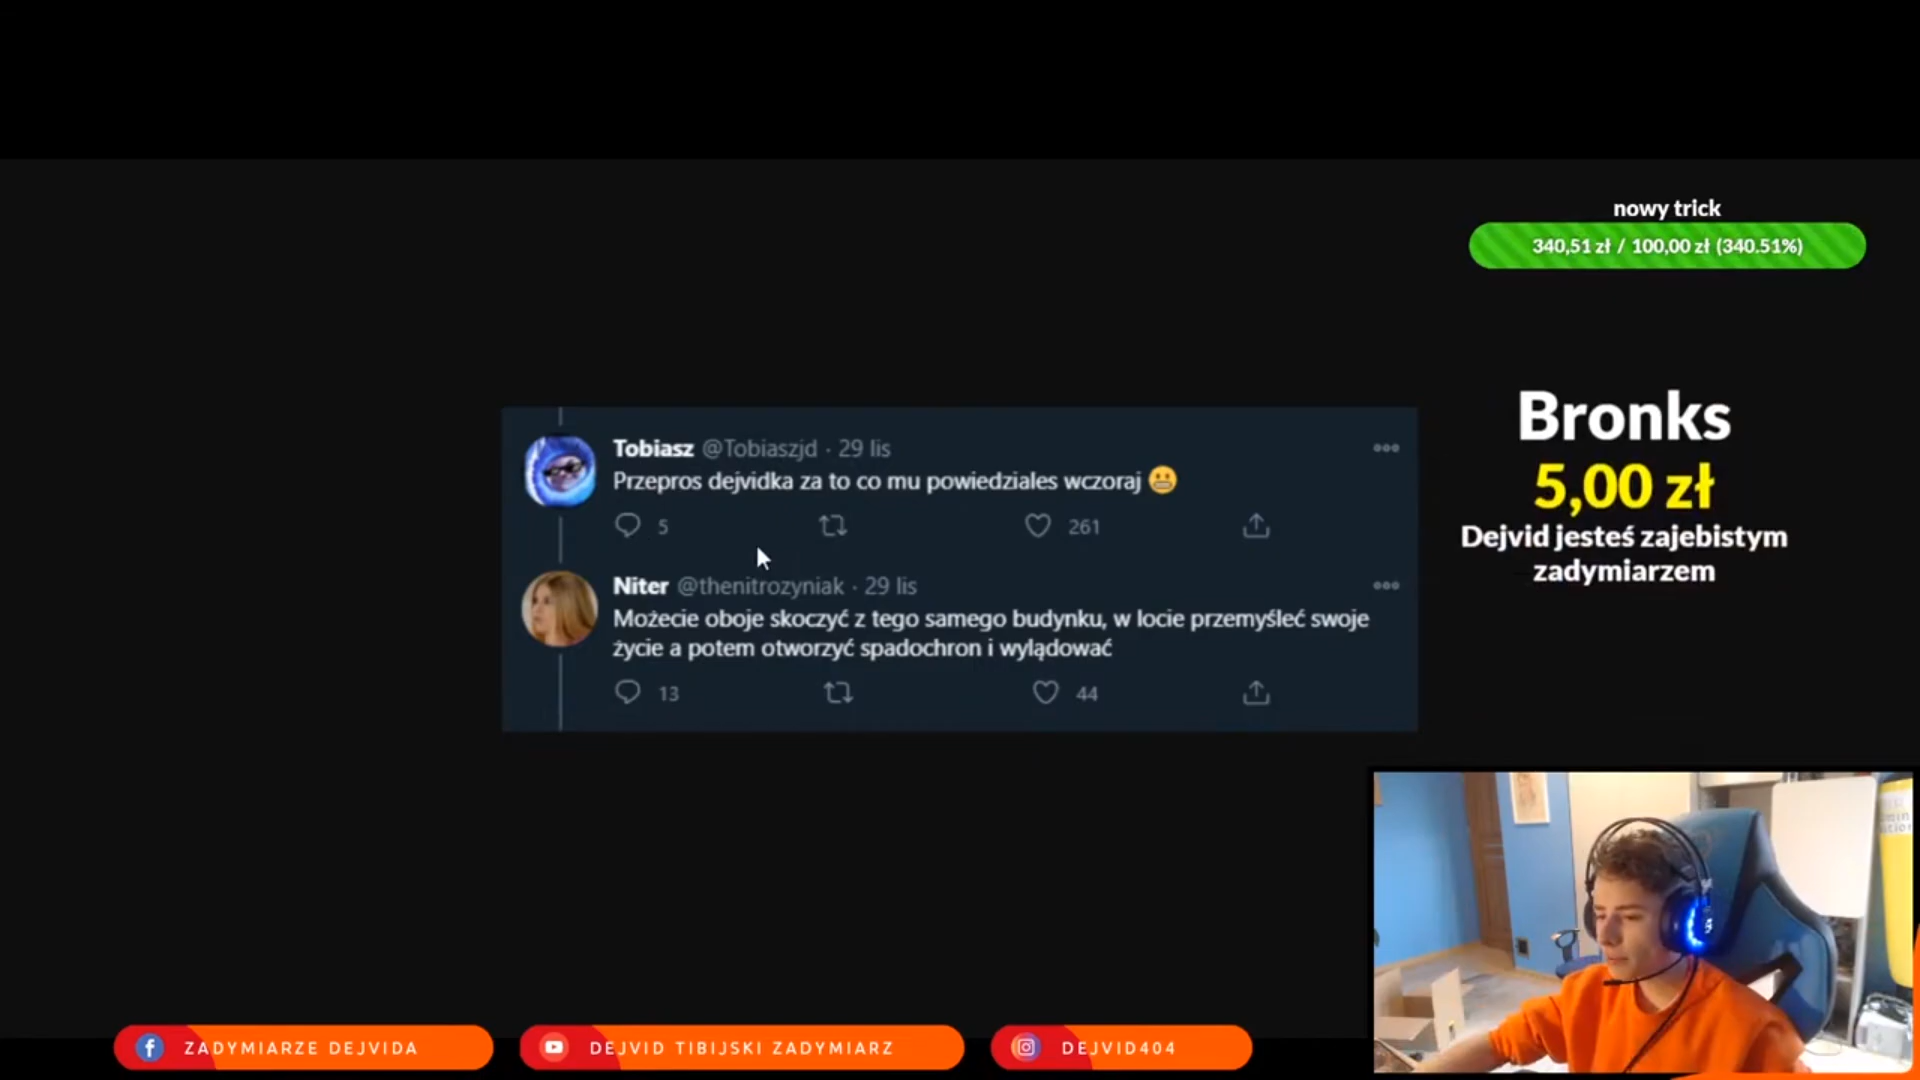 nowy trick
340,51 zł / 100,00 zł (340.51%)
Bronks
5,00 zł
Dejvid jesteś zajebistym
zadymiarzem
Tobiasz @Tobiaszjd · 29 lis
Przepros dejvidka za to co mu powiedziales wczoraj 😬
5
261
Niter @thenitrozyniak · 29 lis
Możecie oboje skoczyć z tego samego budynku, w locie przemyśleć swoje
życie a potem otworzyć spadochron i wylądować
13
44
ZADYMIARZE DEJVIDA
DEJVID TIBIJSKI ZADYMIARZ
DEJVID404